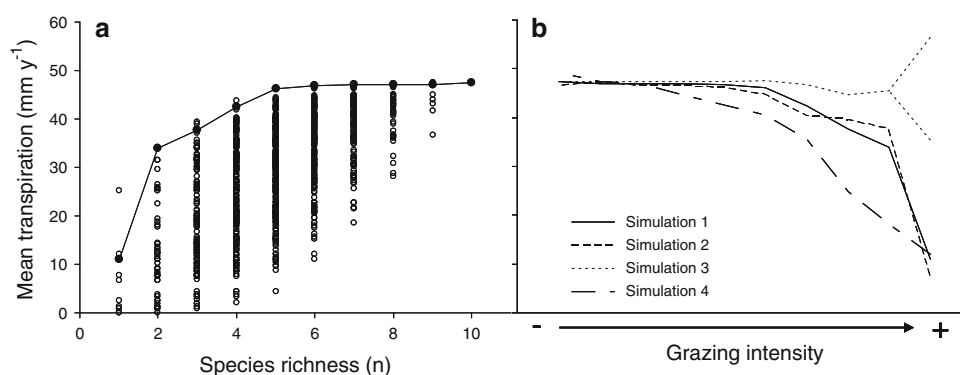 a
b
Mean transpiration (mm y-1)
60
50
40
30
20
10
0
0 2 4 6 8 10
Species richness (n)
Simulation 1
Simulation 2
Simulation 3
Simulation 4
- +
Grazing intensity